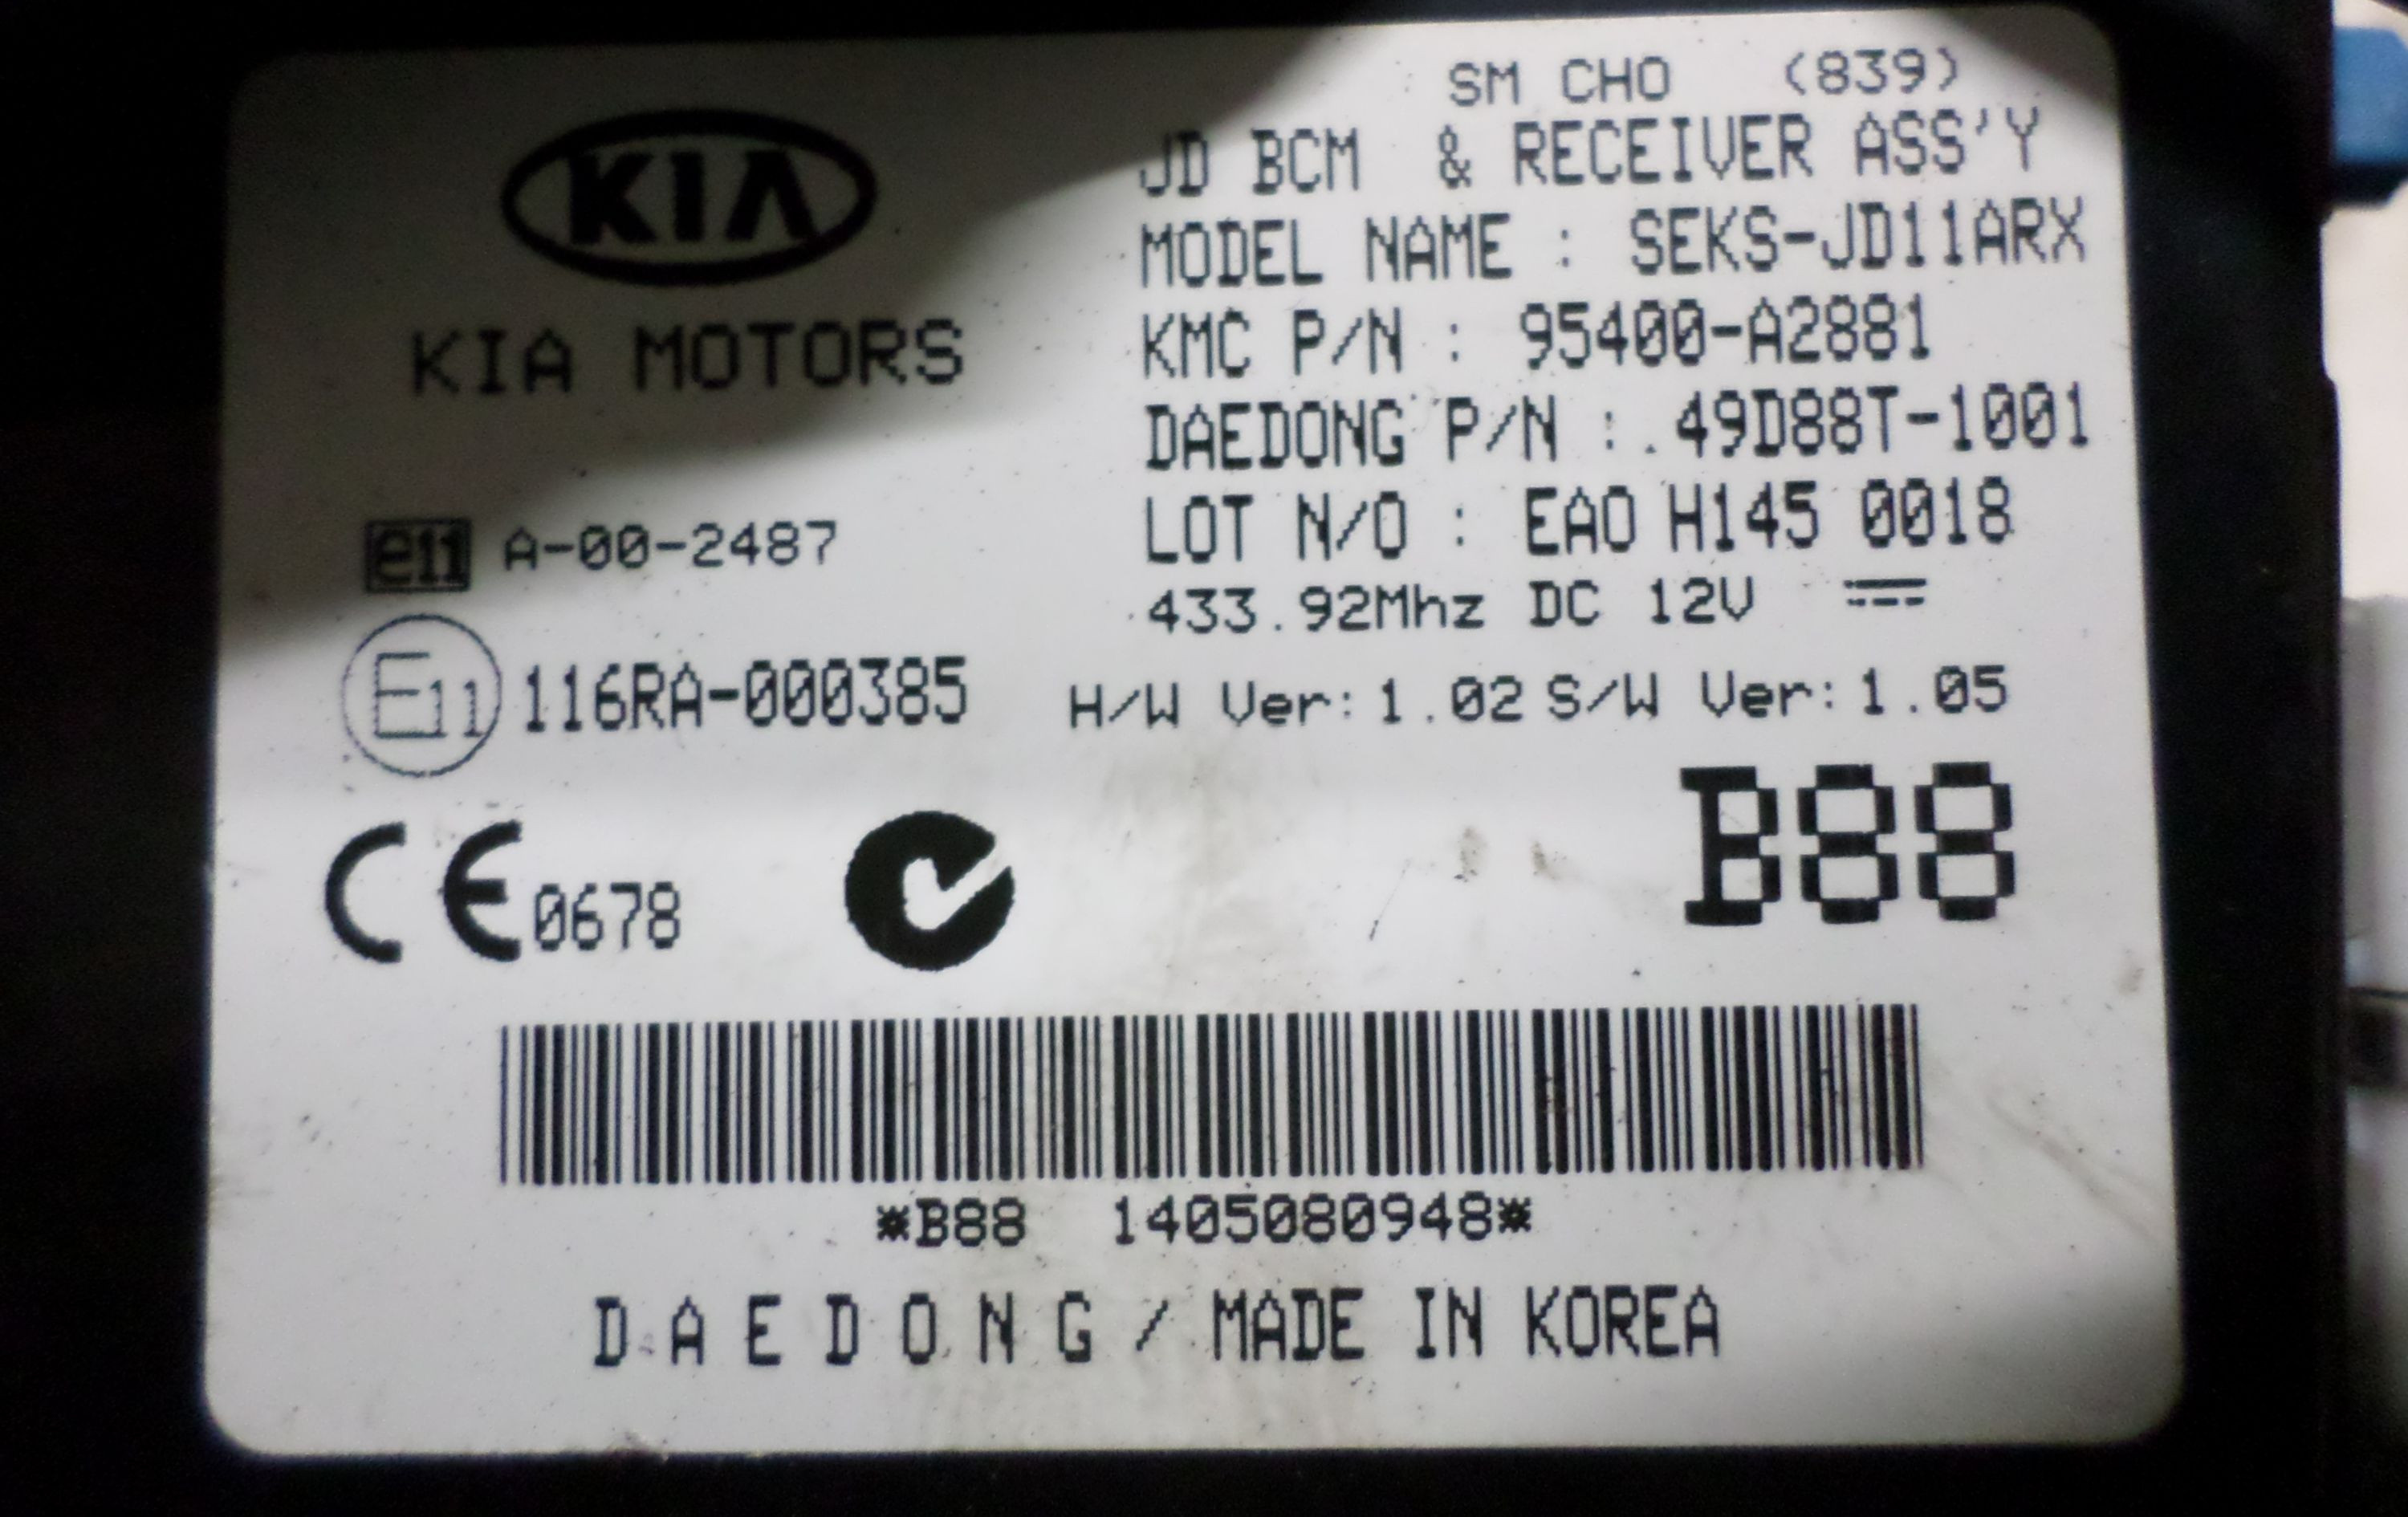 SM CHO (839)
KIA
KIA MOTORS
JD BCM & RECEIVER ASS'Y
MODEL NAME : SEKS-JD11ARX
KMC P/N : 95400-A2881
DAEDONG P/N : 49D88T-1001
LOT N/O : EAO H145 0018
e11 A-00-2487
433.92Mhz DC 12V
E11 116RA-000385
H/W Ver:1.02 S/W Ver:1.05
CE 0678
B88
*B88 1405080948*
DAEDONG / MADE IN KOREA